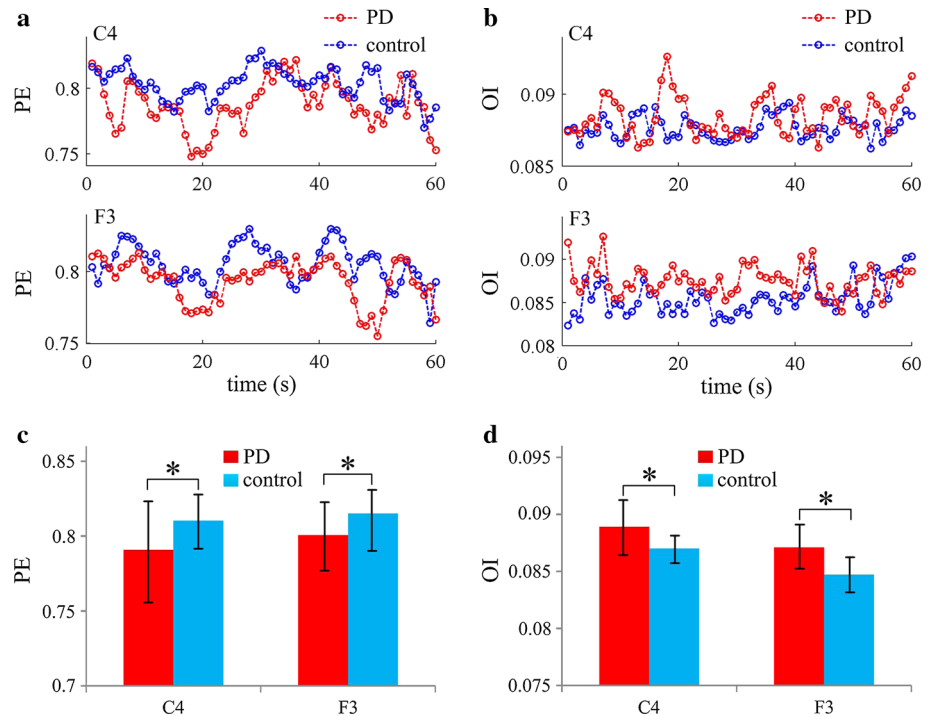 a
C4
PD
control
PE
0.8
0.75
0 20 40 60
F3
PE
0.8
0.75
0 20 40 60
time (s)
b
C4
PD
control
OI
0.09
0.085
0 20 40 60
F3
OI
0.09
0.085
0.08
0 20 40 60
time (s)
c
PD
control
PE
0.85
0.8
0.75
0.7
* *
C4 F3
d
PD
control
OI
0.095
0.09
0.085
0.08
0.075
* *
C4 F3